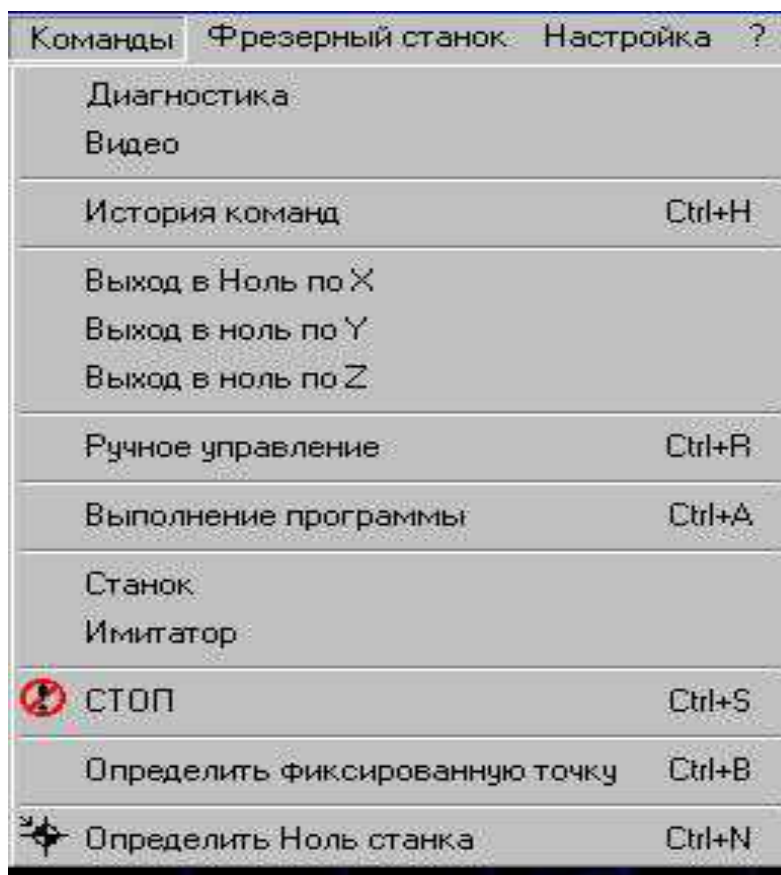 Команды Фрезерный станок Настройка ?
Диагностика
Видео
История команд Ctrl+H
Выход в Ноль по X
Выход в ноль по Y
Выход в ноль по Z
Ручное управление Ctrl+R
Выполнение программы Ctrl+A
Станок
Имитатор
СТОП Ctrl+S
Определить фиксированную точку Ctrl+B
Определить Ноль станка Ctrl+N